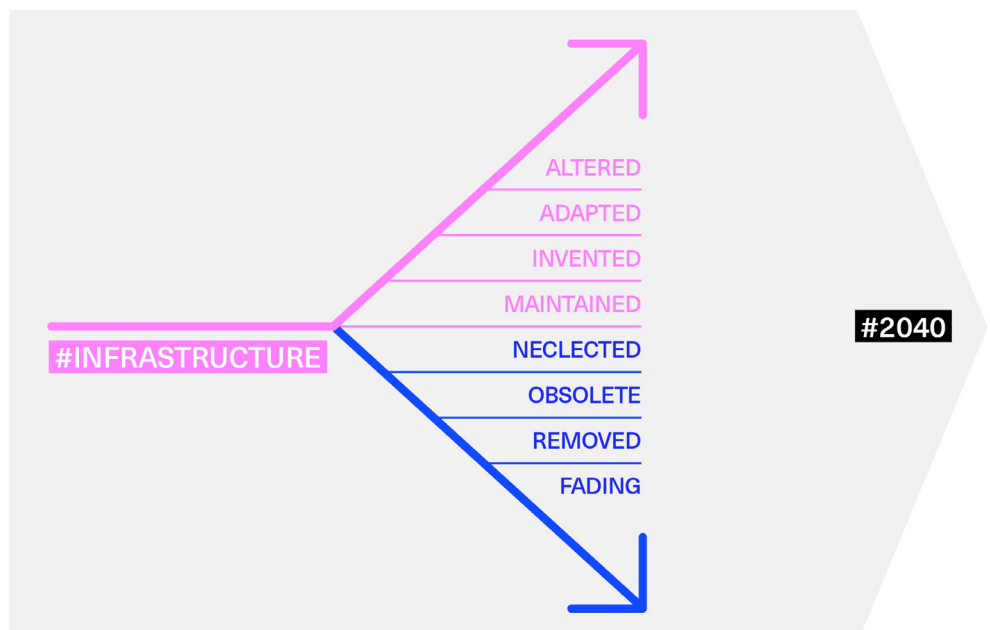 ALTERED
ADAPTED
INVENTED
MAINTAINED
#INFRASTRUCTURE
NECLECTED
OBSOLETE
REMOVED
FADING
#2040